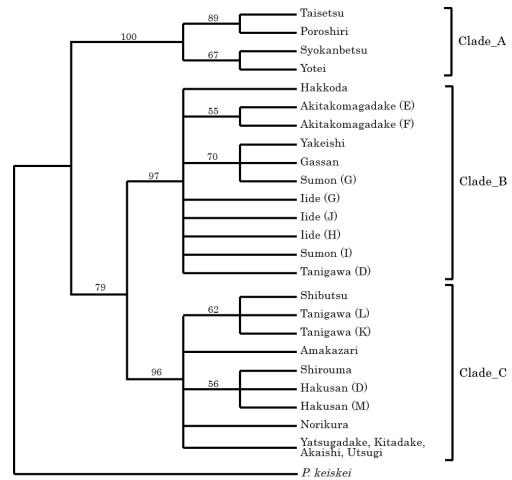 89
Taisetsu
Poroshiri
100
Clade_A
67
Syokanbetsu
Yotei
Hakkoda
55
Akitakomagadake (E)
Akitakomagadake (F)
Yakeishi
70
Gassan
97
Sumon (G)
Clade_B
Iide (G)
Iide (J)
Iide (H)
Sumon (I)
Tanigawa (D)
79
Shibutsu
62
Tanigawa (L)
Tanigawa (K)
Amakazari
96
Clade_C
Shirouma
56
Hakusan (D)
Hakusan (M)
Norikura
Yatsugadake, Kitadake,
Akaishi, Utsugi
P. keiskei